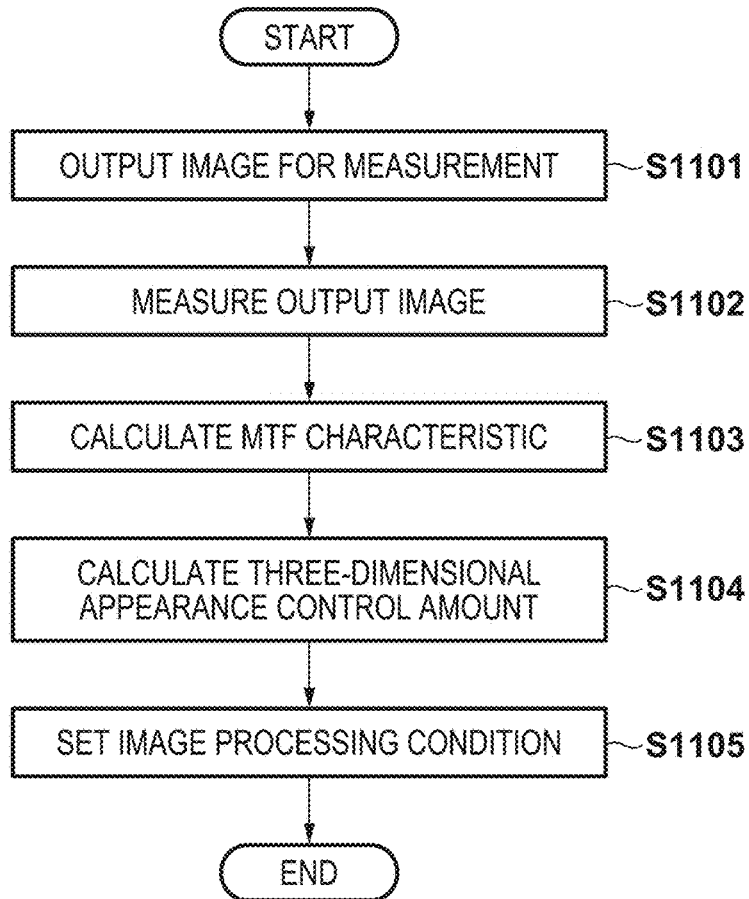 START
OUTPUT IMAGE FOR MEASUREMENT
S1101
MEASURE OUTPUT IMAGE
S1102
CALCULATE MTF CHARACTERISTIC
S1103
CALCULATE THREE-DIMENSIONAL
APPEARANCE CONTROL AMOUNT
S1104
SET IMAGE PROCESSING CONDITION
S1105
END